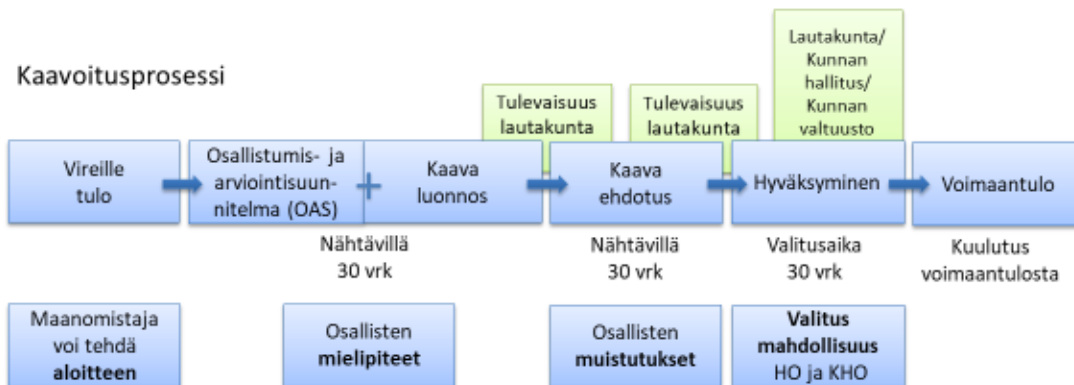 Kaavoitusprosessi
Tulevaisuus
lautakunta
Tulevaisuus
lautakunta
Lautakunta/
Kunnan
hallitus/
Kunnan
valtuusto
Vireille
tulo
Osallistumis- ja
arviointisuun-
nitelma (OAS)
+
Kaava
luonnos
Kaava
ehdotus
Hyväksyminen
Voimaantulo
Nähtävillä
30 vrk
Nähtävillä
30 vrk
Valitusaika
30 vrk
Kuulutus
voimaantulosta
Maanomistaja
voi tehdä
aloitteen
Osallisten
mielipiteet
Osallisten
muistutukset
Valitus
mahdollisuus
HO ja KHO